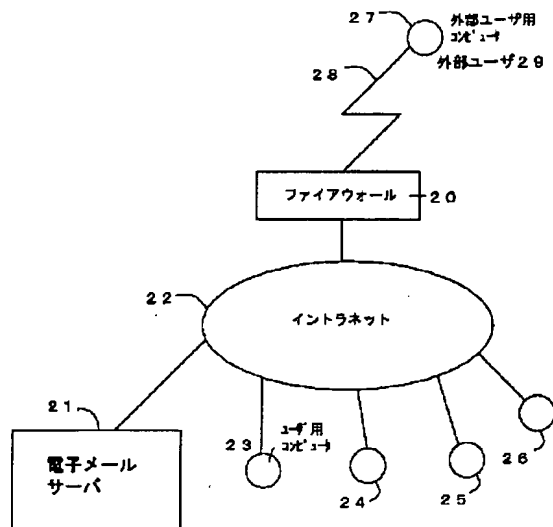 27
外部ユーザ用
コンピュータ
外部ユーザ29
28
ファイアウォール
20
22
イントラネット
21
電子メール
サーバ
23
ユーザ用
コンピュータ
24
25
26